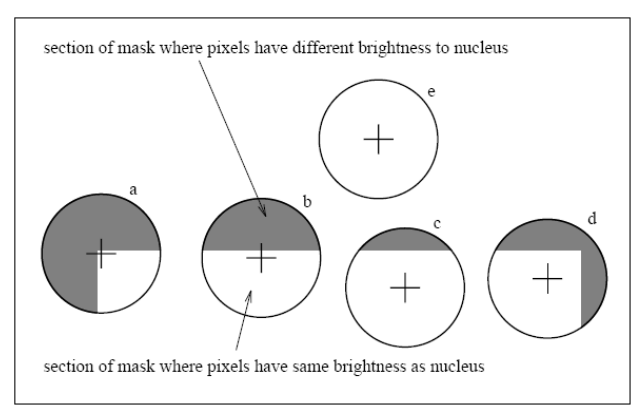 section of mask where pixels have different brightness to nucleus
e
a
b
c
d
section of mask where pixels have same brightness as nucleus